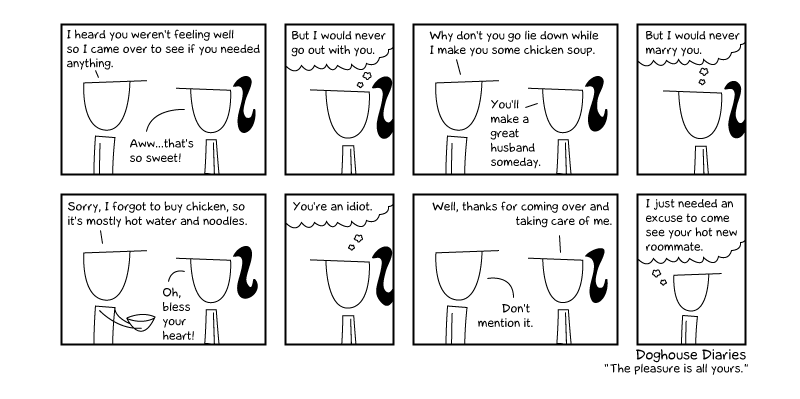 I heard you weren't feeling well
so I came over to see if you needed
anything.
Aww...that's
so sweet!
But I would never
go out with you.
Why don't you go lie down while
I make you some chicken soup.
You'll
make a
great
husband
someday.
But I would never
marry you.
Sorry, I forgot to buy chicken, so
it's mostly hot water and noodles.
Oh,
bless
your
heart!
You're an idiot.
Well, thanks for coming over and
taking care of me.
Don't
mention it.
I just needed an
excuse to come
see your hot new
roommate.
Doghouse Diaries
"The pleasure is all yours."